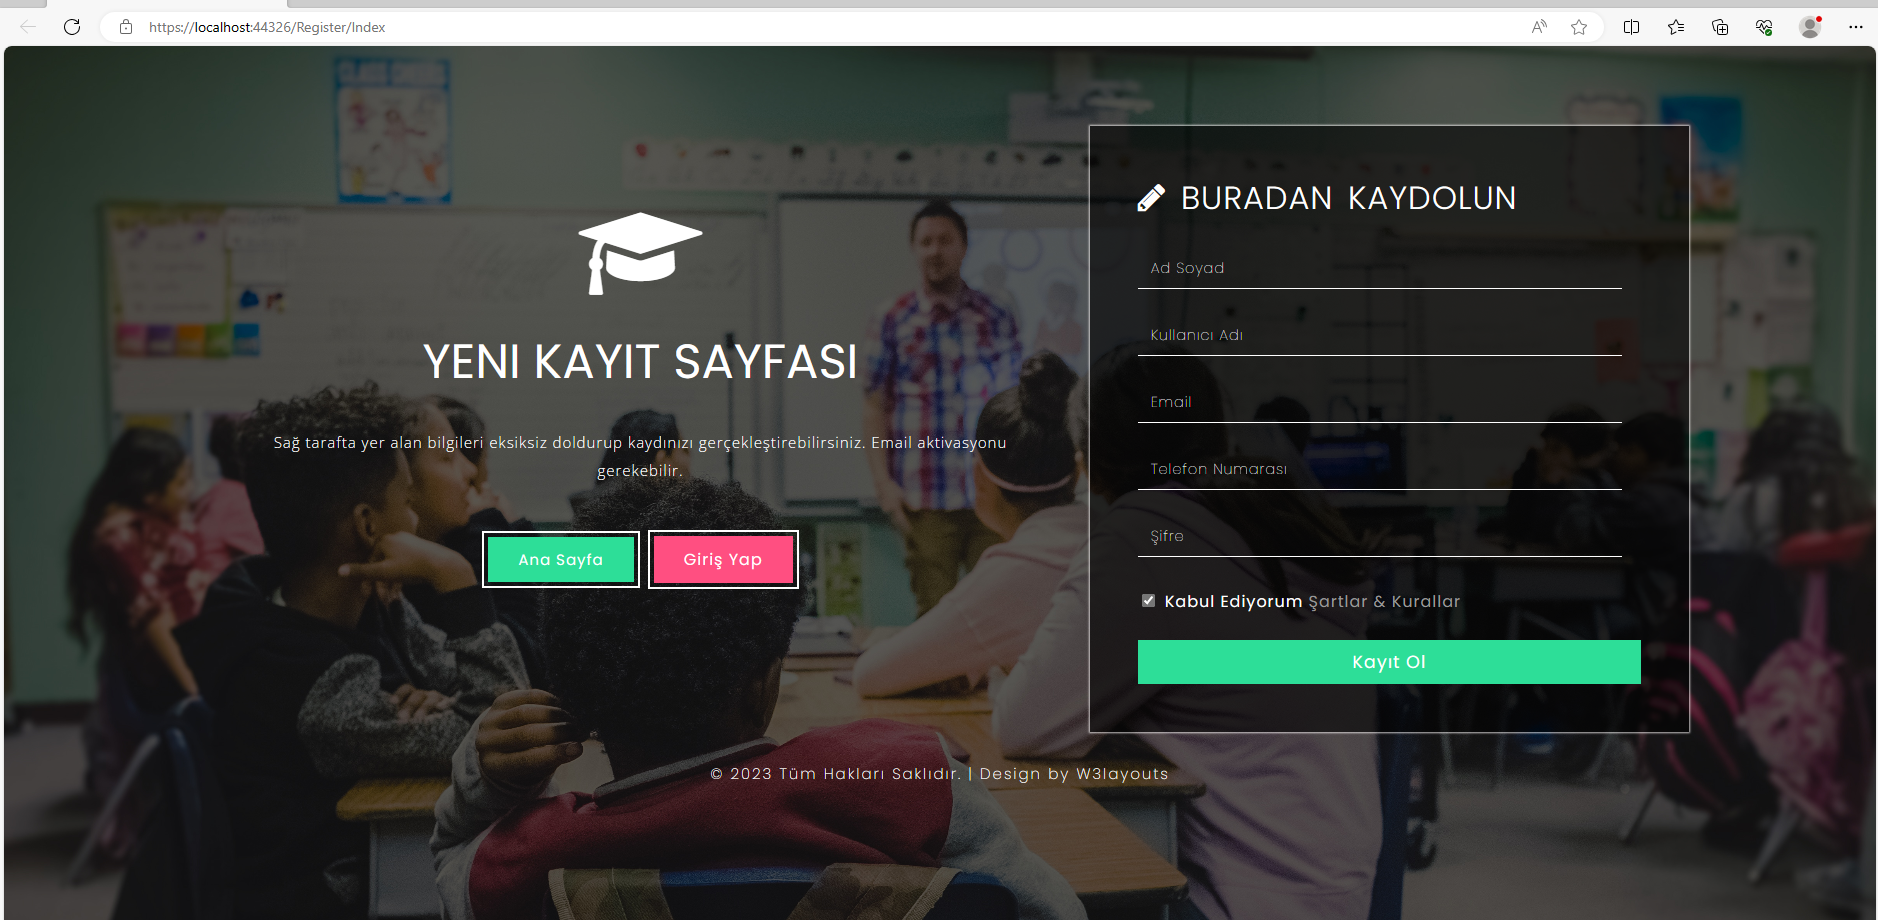 https://localhost:44326/Register/Index
YENI KAYIT SAYFASI
Sağ tarafta yer alan bilgileri eksiksiz doldurup kaydınızı gerçekleştirebilirsiniz. Email aktivasyonu
gerekebilir.
Ana Sayfa
Giriş Yap
BURADAN KAYDOLUN
Ad Soyad
Kullanıcı Adı
Email
Telefon Numarası
Şifre
Kabul Ediyorum Şartlar & Kurallar
Kayıt Ol
© 2023 Tüm Hakları Saklıdır. | Design by W3layouts